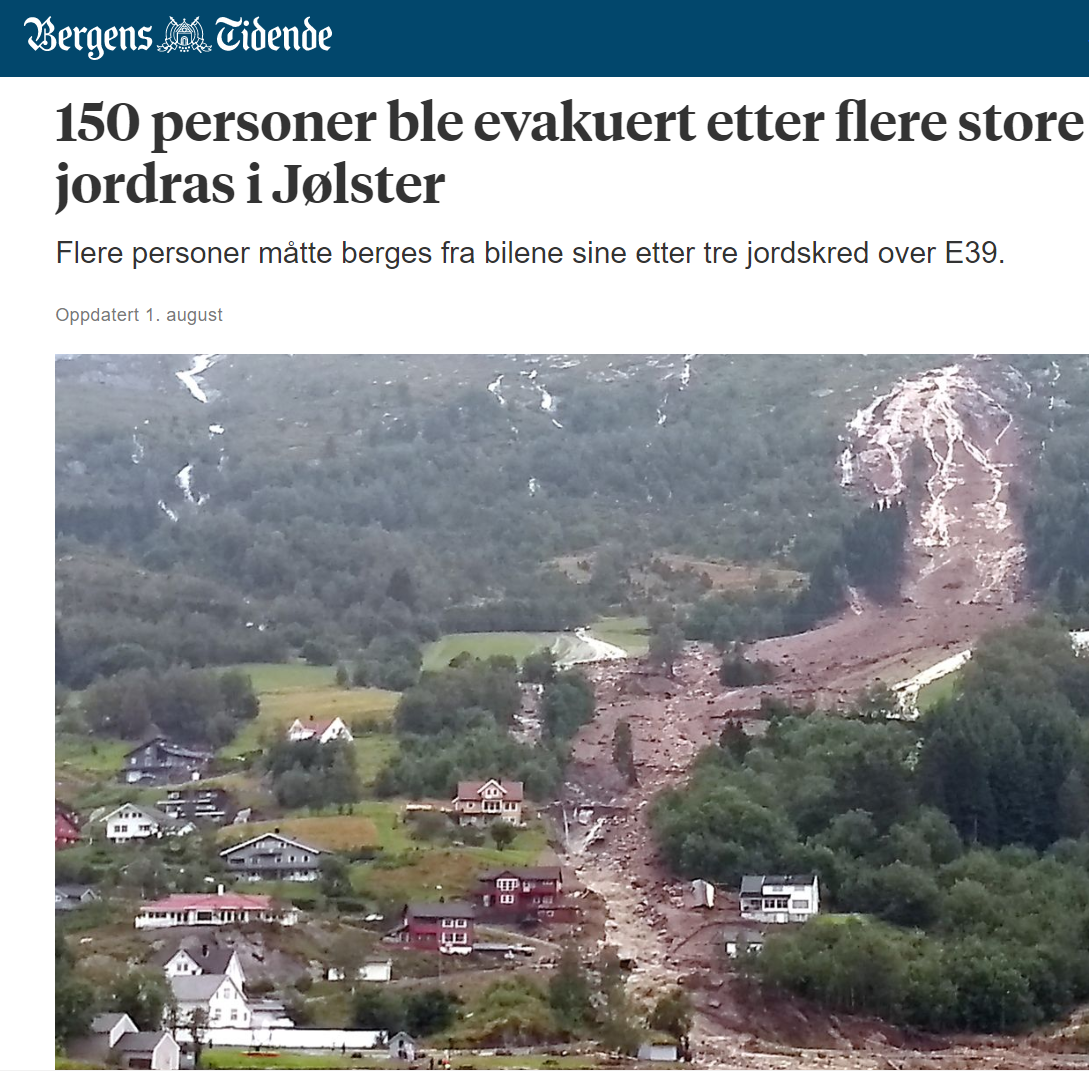 Bergens Tidende
150 personer ble evakuert etter flere store
jordras i Jølster
Flere personer måtte berges fra bilene sine etter tre jordskred over E39.
Oppdatert 1. august